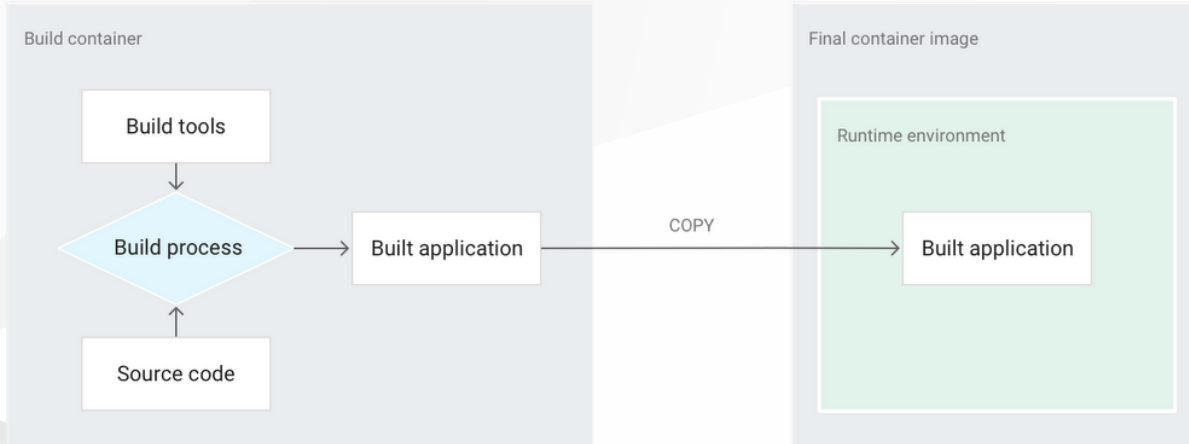 Build container
Build tools
Build process
Source code
Built application
COPY
Final container image
Runtime environment
Built application